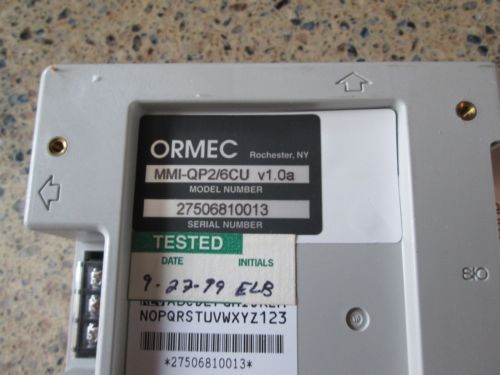 ORMEC Rochester, NY
MMI-QP2/6CU v1.0a
MODEL NUMBER
27506810013
SERIAL NUMBER
TESTED
DATE INITIALS
9-27-99 ELB
NOPQRSTUVWXYZ123
*27506810013*